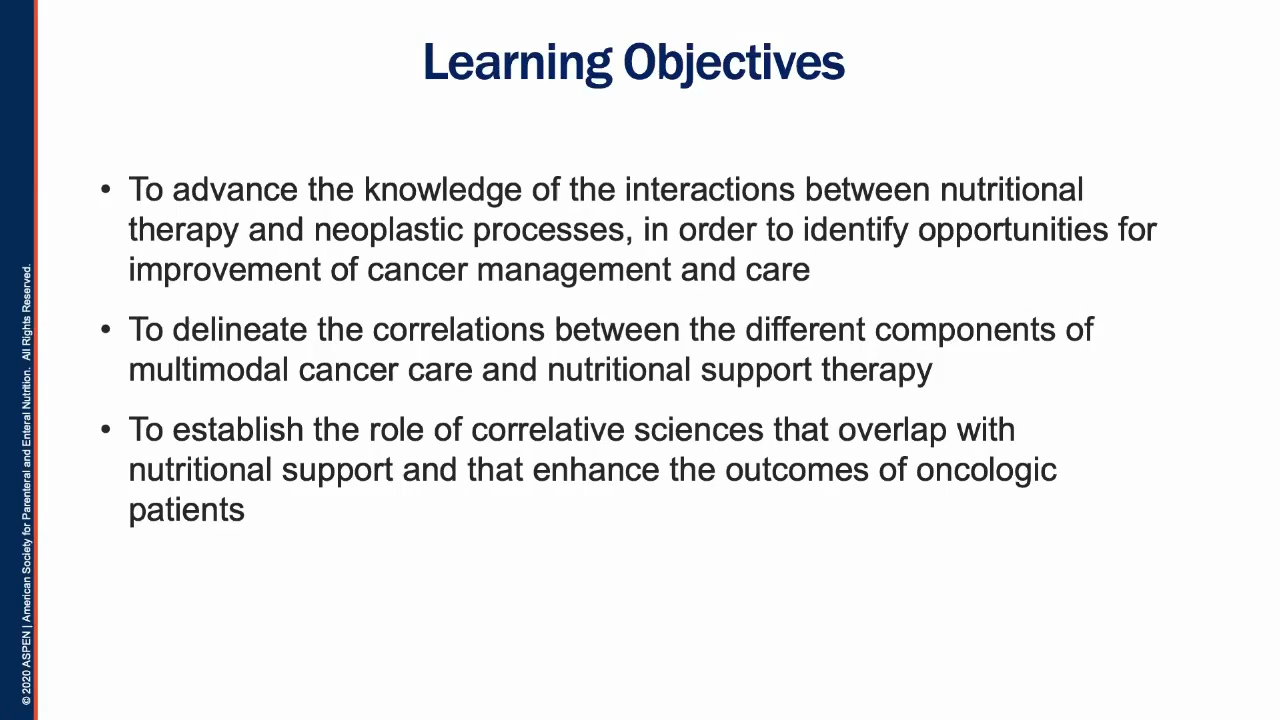 Learning Objectives
• To advance the knowledge of the interactions between nutritional
therapy and neoplastic processes, in order to identify opportunities for
improvement of cancer management and care
• To delineate the correlations between the different components of
multimodal cancer care and nutritional support therapy
• To establish the role of correlative sciences that overlap with
nutritional support and that enhance the outcomes of oncologic
patients
© 2020 ASPEN | American Society for Parenteral and Enteral Nutrition. All Rights Reserved.